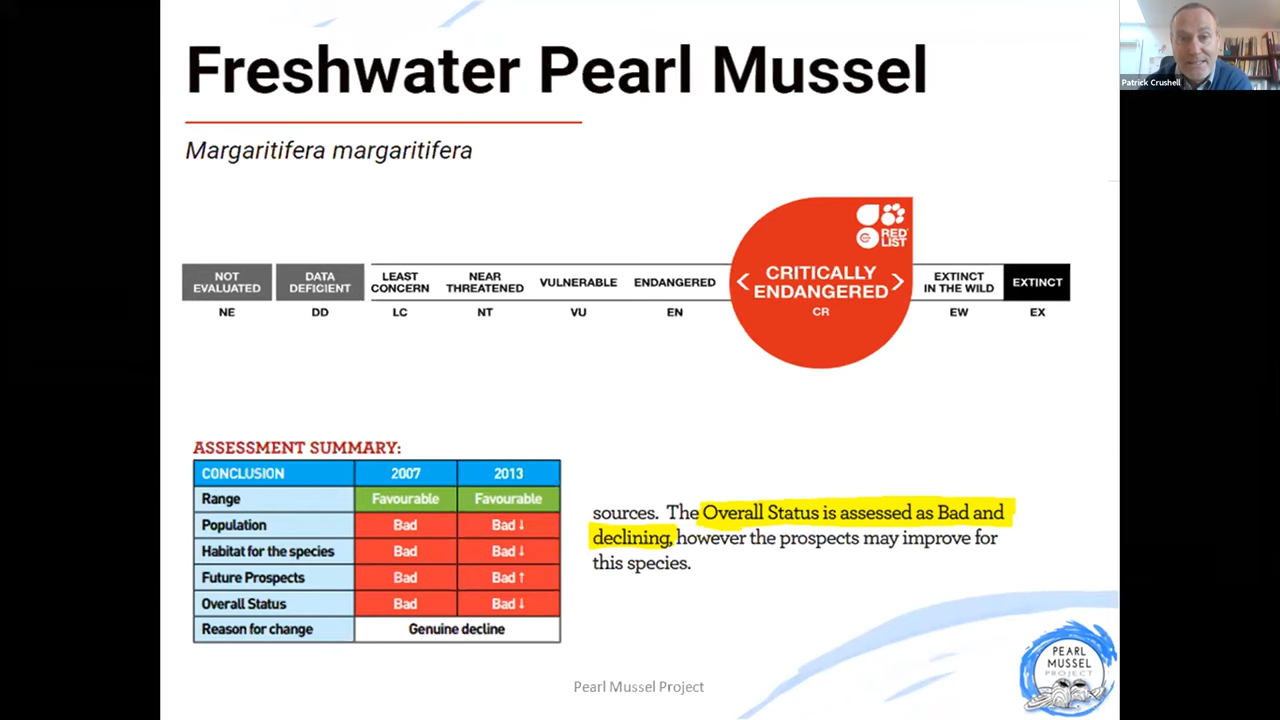 Freshwater Pearl Mussel
Patrick Crushell
Margaritifera margaritifera
RED LIST
NOT EVALUATED
NE
DATA DEFICIENT
DD
LEAST CONCERN
LC
NEAR THREATENED
NT
VULNERABLE
VU
ENDANGERED
EN
< CRITICALLY ENDANGERED >
CR
EXTINCT IN THE WILD
EW
EXTINCT
EX
ASSESSMENT SUMMARY:
CONCLUSION 2007 2013
Range Favourable Favourable
Population Bad Bad ↓
Habitat for the species Bad Bad ↓
Future Prospects Bad Bad ↑
Overall Status Bad Bad ↓
Reason for change Genuine decline
sources. The Overall Status is assessed as Bad and
declining, however the prospects may improve for
this species.
PEARL
MUSSEL
PROJECT
Pearl Mussel Project